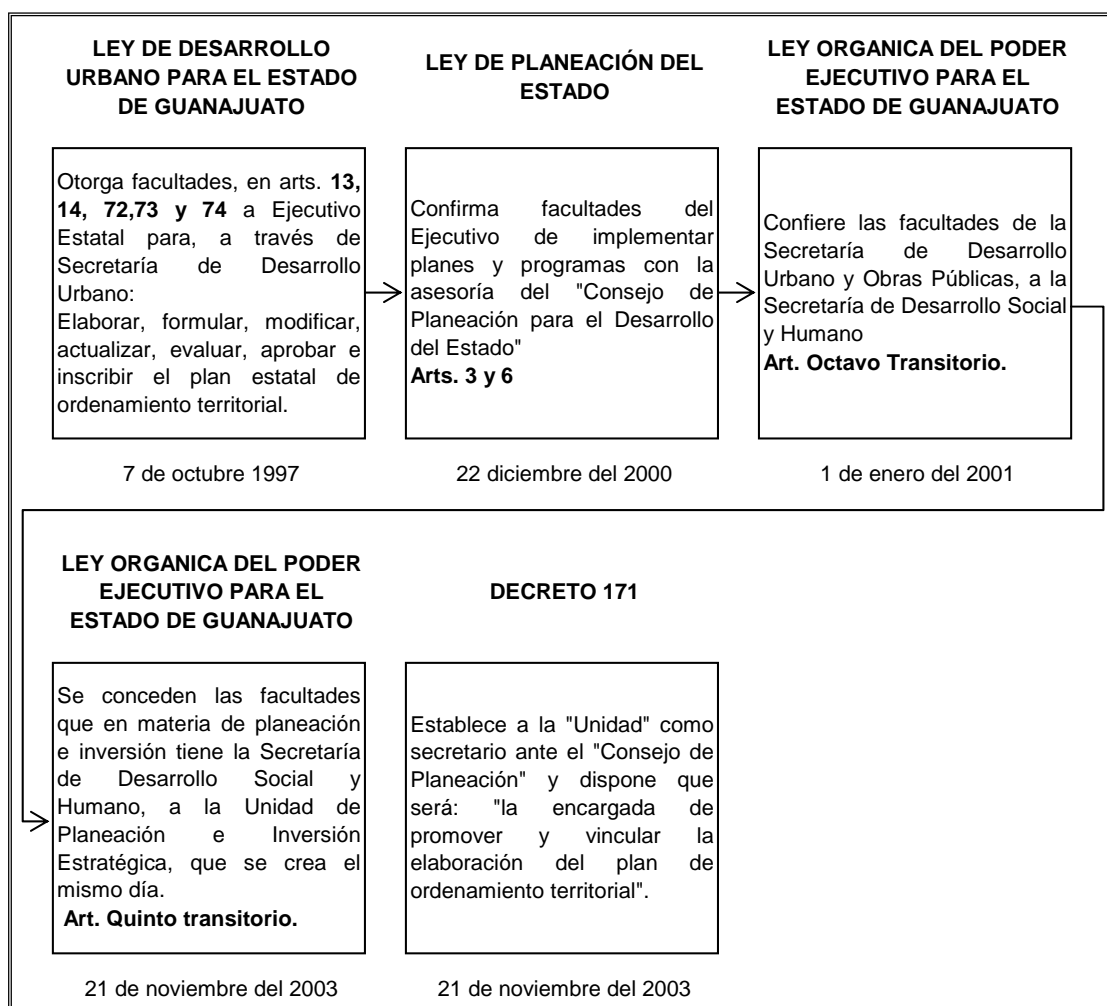 LEY DE DESARROLLO
URBANO PARA EL ESTADO
DE GUANAJUATO
Otorga facultades, en arts. 13,
14, 72,73 y 74 a Ejecutivo
Estatal para, a través de
Secretaría de Desarrollo
Urbano:
Elaborar, formular, modificar,
actualizar, evaluar, aprobar e
inscribir el plan estatal de
ordenamiento territorial.
7 de octubre 1997
LEY DE PLANEACIÓN DEL
ESTADO
Confirma facultades del
Ejecutivo de implementar
planes y programas con la
asesoría del "Consejo de
Planeación para el Desarrollo
del Estado"
Arts. 3 y 6
22 diciembre del 2000
LEY ORGANICA DEL PODER
EJECUTIVO PARA EL
ESTADO DE GUANAJUATO
Confiere las facultades de la
Secretaría de Desarrollo
Urbano y Obras Públicas, a la
Secretaría de Desarrollo Social
y Humano
Art. Octavo Transitorio.
1 de enero del 2001
LEY ORGANICA DEL PODER
EJECUTIVO PARA EL
ESTADO DE GUANAJUATO
Se conceden las facultades
que en materia de planeación
e inversión tiene la Secretaría
de Desarrollo Social y
Humano, a la Unidad de
Planeación e Inversión
Estratégica, que se crea el
mismo día.
Art. Quinto transitorio.
21 de noviembre del 2003
DECRETO 171
Establece a la "Unidad" como
secretario ante el "Consejo de
Planeación" y dispone que
será: "la encargada de
promover y vincular la
elaboración del plan de
ordenamiento territorial".
21 de noviembre del 2003